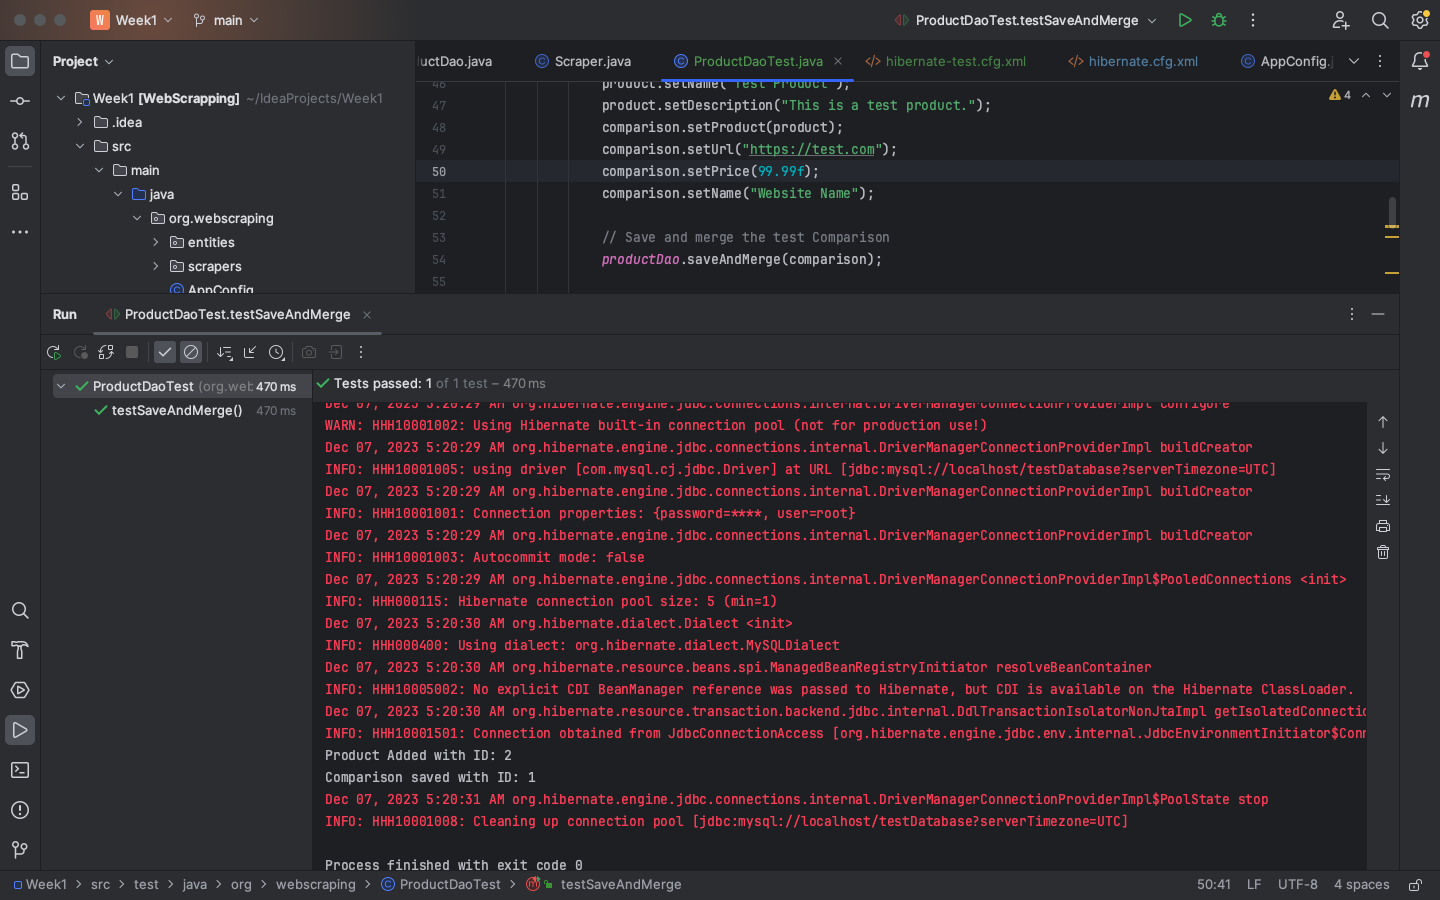 W Week1 main ProductDaoTest.testSaveAndMerge
Project
uctDao.java Scraper.java ProductDaoTest.java hibernate-test.cfg.xml hibernate.cfg.xml AppConfig.j
Week1 [WebScrapping] ~/IdeaProjects/Week1
.idea
src
main
java
org.webscraping
entities
scrapers
AppConfig
46 product.setName("Test Product");
47 product.setDescription("This is a test product.");
48 comparison.setProduct(product);
49 comparison.setUrl("https://test.com");
50 comparison.setPrice(99.99f);
51 comparison.setName("Website Name");
52
53 // Save and merge the test Comparison
54 productDao.saveAndMerge(comparison);
55
4
m
Run ProductDaoTest.testSaveAndMerge
ProductDaoTest (org.web 470 ms
testSaveAndMerge() 470 ms
Tests passed: 1 of 1 test – 470 ms
Dec 07, 2023 5:20:29 AM org.hibernate.engine.jdbc.connections.internal.DriverManagerConnectionProviderImpl configure
WARN: HHH10001002: Using Hibernate built-in connection pool (not for production use!)
Dec 07, 2023 5:20:29 AM org.hibernate.engine.jdbc.connections.internal.DriverManagerConnectionProviderImpl buildCreator
INFO: HHH10001005: using driver [com.mysql.cj.jdbc.Driver] at URL [jdbc:mysql://localhost/testDatabase?serverTimezone=UTC]
Dec 07, 2023 5:20:29 AM org.hibernate.engine.jdbc.connections.internal.DriverManagerConnectionProviderImpl buildCreator
INFO: HHH10001001: Connection properties: {password=****, user=root}
Dec 07, 2023 5:20:29 AM org.hibernate.engine.jdbc.connections.internal.DriverManagerConnectionProviderImpl buildCreator
INFO: HHH10001003: Autocommit mode: false
Dec 07, 2023 5:20:29 AM org.hibernate.engine.jdbc.connections.internal.DriverManagerConnectionProviderImpl$PooledConnections <init>
INFO: HHH000115: Hibernate connection pool size: 5 (min=1)
Dec 07, 2023 5:20:30 AM org.hibernate.dialect.Dialect <init>
INFO: HHH000400: Using dialect: org.hibernate.dialect.MySQLDialect
Dec 07, 2023 5:20:30 AM org.hibernate.resource.beans.spi.ManagedBeanRegistryInitiator resolveBeanContainer
INFO: HHH10005002: No explicit CDI BeanManager reference was passed to Hibernate, but CDI is available on the Hibernate ClassLoader.
Dec 07, 2023 5:20:30 AM org.hibernate.resource.transaction.backend.jdbc.internal.DdlTransactionIsolatorNonJtaImpl getIsolatedConnectio
INFO: HHH10001501: Connection obtained from JdbcConnectionAccess [org.hibernate.engine.jdbc.env.internal.JdbcEnvironmentInitiator$Conn
Product Added with ID: 2
Comparison saved with ID: 1
Dec 07, 2023 5:20:31 AM org.hibernate.engine.jdbc.connections.internal.DriverManagerConnectionProviderImpl$PoolState stop
INFO: HHH10001008: Cleaning up connection pool [jdbc:mysql://localhost/testDatabase?serverTimezone=UTC]
Process finished with exit code 0
Week1 > src > test > java > org > webscraping > ProductDaoTest > testSaveAndMerge 50:41 LF UTF-8 4 spaces